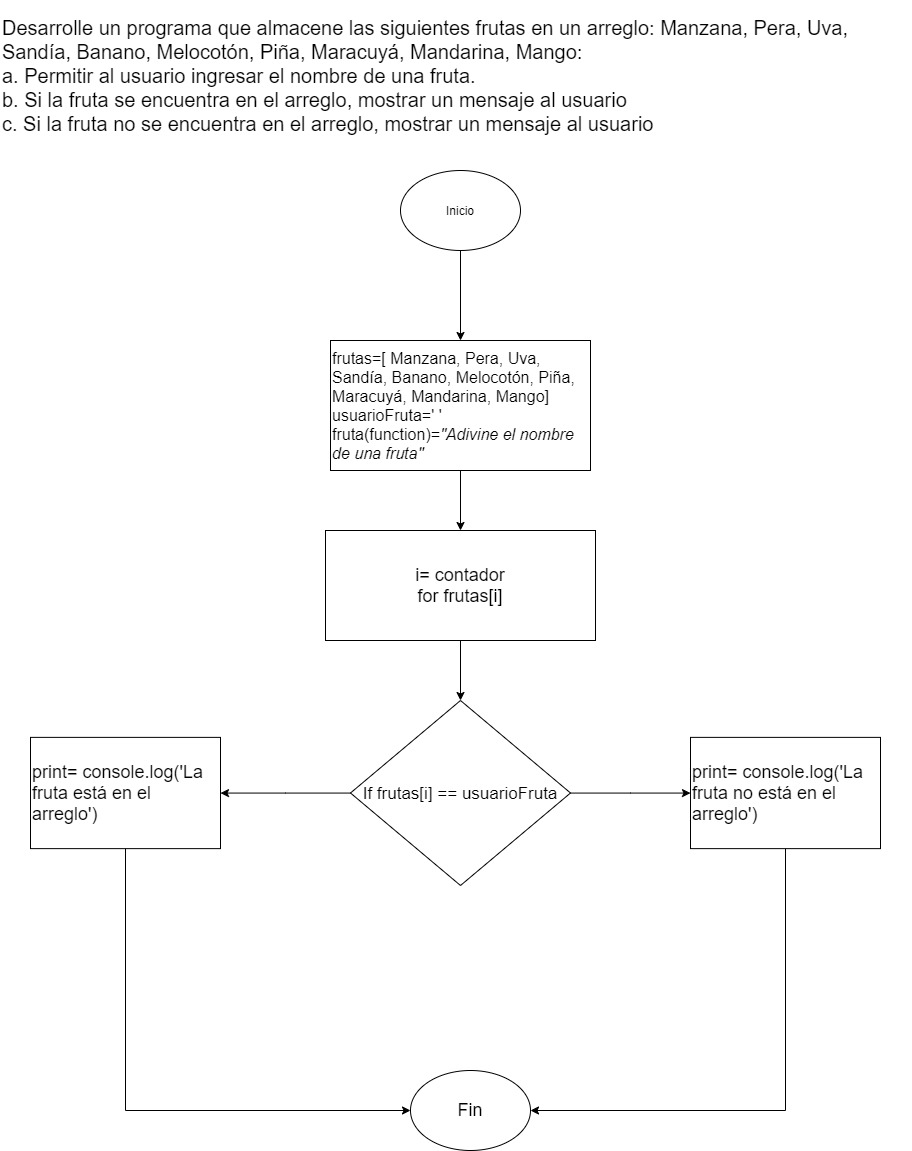 Desarrolle un programa que almacene las siguientes frutas en un arreglo: Manzana, Pera, Uva,
Sandía, Banano, Melocotón, Piña, Maracuyá, Mandarina, Mango:
a. Permitir al usuario ingresar el nombre de una fruta.
b. Si la fruta se encuentra en el arreglo, mostrar un mensaje al usuario
c. Si la fruta no se encuentra en el arreglo, mostrar un mensaje al usuario
Inicio
frutas=[ Manzana, Pera, Uva,
Sandía, Banano, Melocotón, Piña,
Maracuyá, Mandarina, Mango]
usuarioFruta=' '
fruta(function)="Adivine el nombre
de una fruta"
i= contador
for frutas[i]
If frutas[i] == usuarioFruta
print= console.log('La
fruta está en el
arreglo')
print= console.log('La
fruta no está en el
arreglo')
Fin